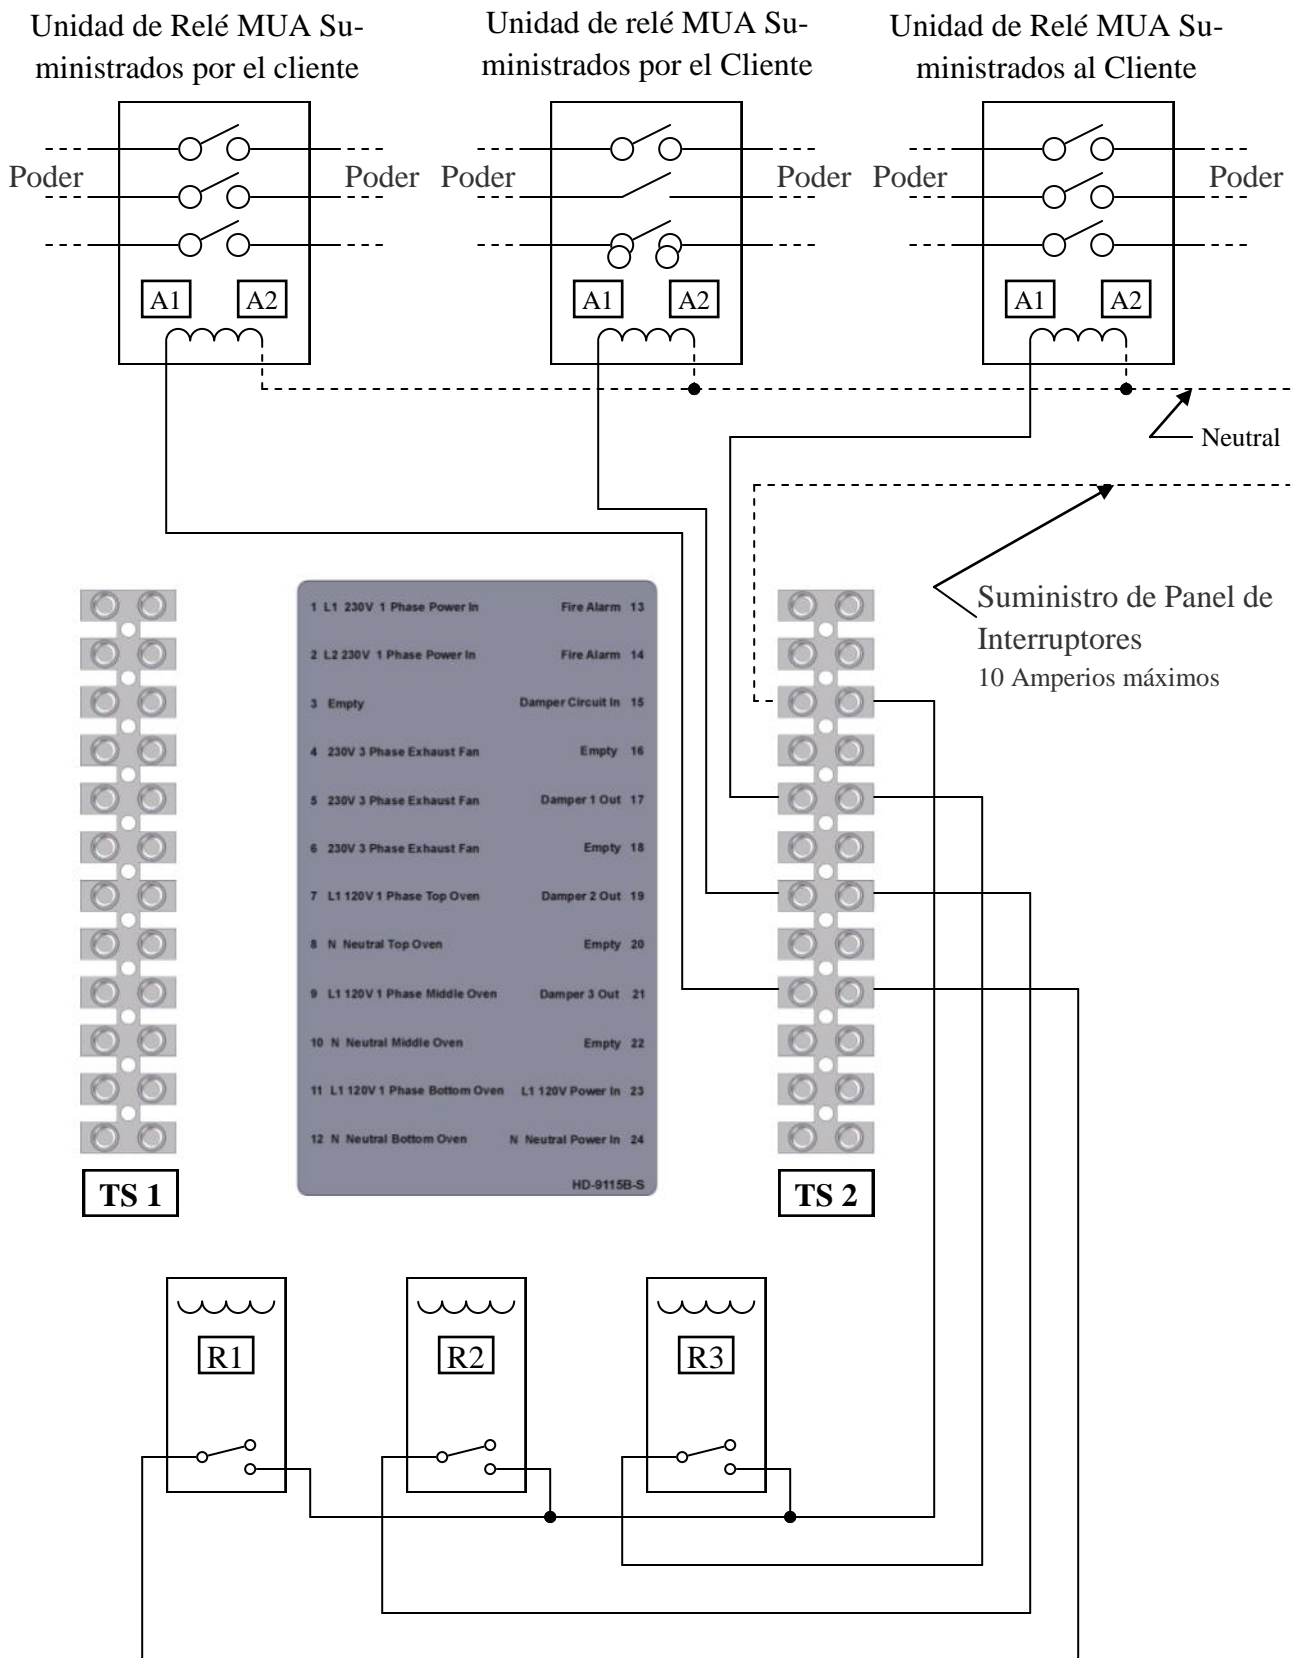 Unidad de Relé MUA Su-
ministrados por el cliente
Unidad de relé MUA Su-
ministrados por el Cliente
Unidad de Relé MUA Su-
ministrados al Cliente
Poder
Poder
Poder
Poder
Poder
Poder
A1
A2
A1
A2
A1
A2
Neutral
Suministro de Panel de
Interruptores
10 Amperios máximos
1 L1 230V 1 Phase Power In
Fire Alarm 13
2 L2 230V 1 Phase Power In
Fire Alarm 14
3 Empty
Damper Circuit In 15
4 230V 3 Phase Exhaust Fan
Empty 16
5 230V 3 Phase Exhaust Fan
Damper 1 Out 17
6 230V 3 Phase Exhaust Fan
Empty 18
7 L1 120V 1 Phase Top Oven
Damper 2 Out 19
8 N Neutral Top Oven
Empty 20
9 L1 120V 1 Phase Middle Oven
Damper 3 Out 21
10 N Neutral Middle Oven
Empty 22
11 L1 120V 1 Phase Bottom Oven
L1 120V Power In 23
12 N Neutral Bottom Oven
N Neutral Power In 24
HD-9115B-S
TS 1
TS 2
R1
R2
R3